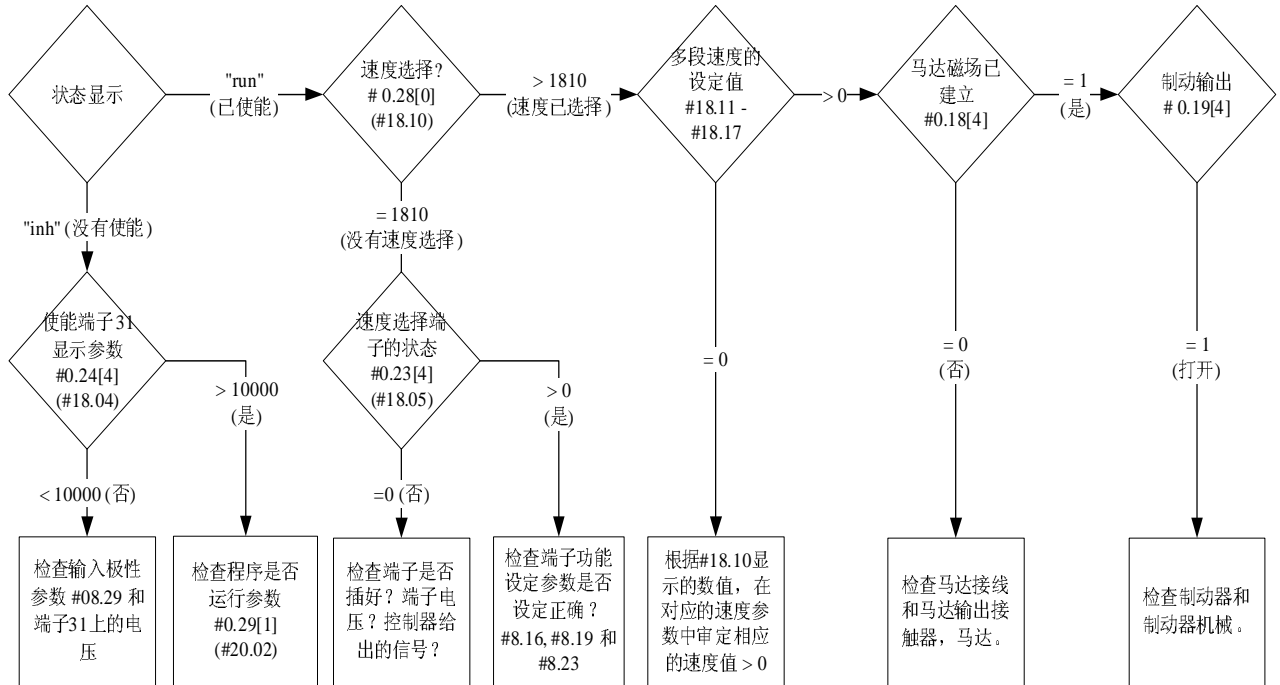 状态显示
"run"
(已使能)
速度选择?
# 0.28[0]
(#18.10)
> 1810
(速度已选择)
多段速度的
设定值
#18.11 -
#18.17
> 0
马达磁场已
建立
#0.18[4]
= 1
(是)
制动输出
# 0.19[4]
"inh" (没有使能)
= 1810
(没有速度选择)
使能端子31
显示参数
#0.24[4]
(#18.04)
> 10000
(是)
速度选择端
子的状态
#0.23[4]
(#18.05)
> 0
(是)
= 0
= 0
(否)
= 1
(打开)
< 10000 (否)
=0 (否)
检查输入极性
参数 #08.29 和
端子31上的电
压
检查程序是否
运行参数
#0.29[1]
(#20.02)
检查端子是否
插好？端子电
压？控制器给
出的信号？
检查端子功能
设定参数是否
设定正确？
#8.16, #8.19 和
#8.23
根据#18.10显
示的数值，在
对应的速度参
数中审定相应
的速度值 > 0
检查马达接线
和马达输出接
触器，马达。
检查制动器和
制动器机械。